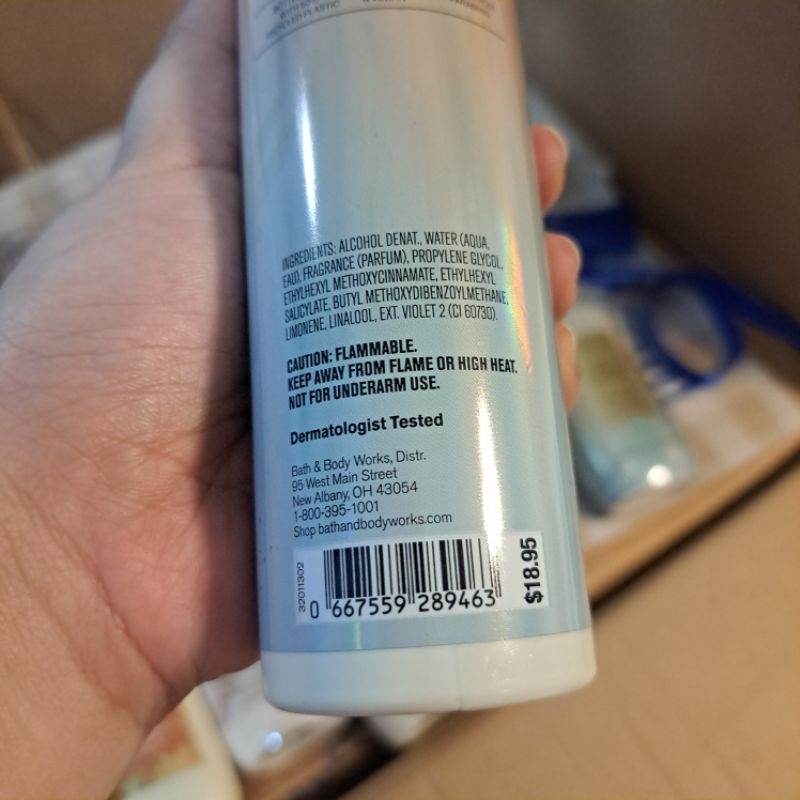 RECYCLED PLASTIC
INGREDIENTS: ALCOHOL DENAT., WATER (AQUA,
EAU), FRAGRANCE (PARFUM), PROPYLENE GLYCOL,
ETHYLHEXYL METHOXYCINNAMATE, ETHYLHEXYL
SALICYLATE, BUTYL METHOXYDIBENZOYLMETHANE,
LIMONENE, LINALOOL, EXT. VIOLET 2 (CI 60730).
CAUTION: FLAMMABLE.
KEEP AWAY FROM FLAME OR HIGH HEAT.
NOT FOR UNDERARM USE.
Dermatologist Tested
Bath & Body Works, Distr.
95 West Main Street
New Albany, OH 43054
1-800-395-1001
Shop bathandbodyworks.com
32011302
0 667559 289463
$18.95